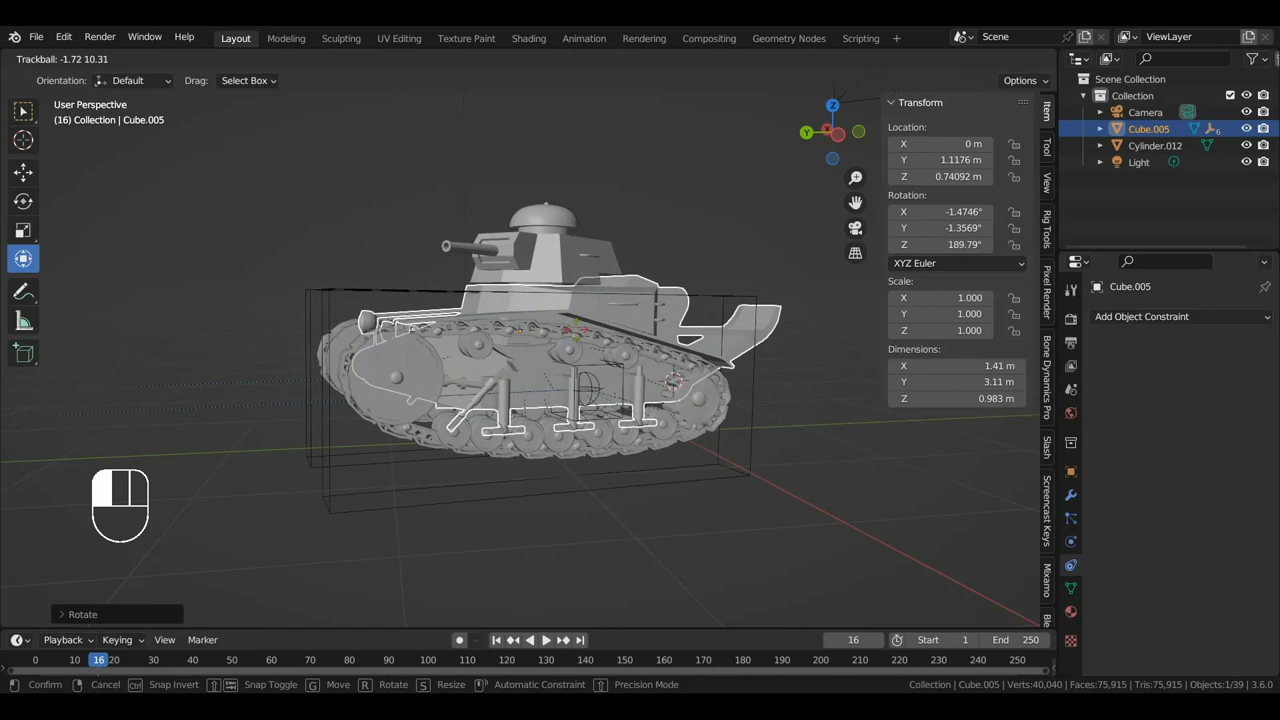 File Edit Render Window Help Layout Modeling Sculpting UV Editing Texture Paint Shading Animation Rendering Compositing Geometry Nodes Scripting + Scene ViewLayer
Trackball: -1.72 10.31
Orientation: Default Drag: Select Box Options
User Perspective
(16) Collection | Cube.005
Z
Y
Transform
Location:
X 0 m
Y 1.1176 m
Z 0.74092 m
Rotation:
X -1.4746°
Y -1.3569°
Z 189.79°
XYZ Euler
Scale:
X 1.000
Y 1.000
Z 1.000
Dimensions:
X 1.41 m
Y 3.11 m
Z 0.983 m
Item
Tool
View
Rig Tools
Pixel Render
Bone Dynamics Pro
Slash
Screencast Keys
Mixamo
Ble
Scene Collection
Collection
Camera
Cube.005 6
Cylinder.012
Light
Cube.005
Add Object Constraint
Rotate
Playback Keying View Marker 16 Start 1 End 250
0 10 16 20 30 40 50 60 70 80 90 100 110 120 130 140 150 160 170 180 190 200 210 220 230 240 250
Confirm Cancel Ctrl Snap Invert Snap Toggle G Move R Rotate S Resize Automatic Constraint Precision Mode Collection | Cube.005 | Verts:40,040 | Faces:75,915 | Tris:75,915 | Objects:1/39 | 3.6.0